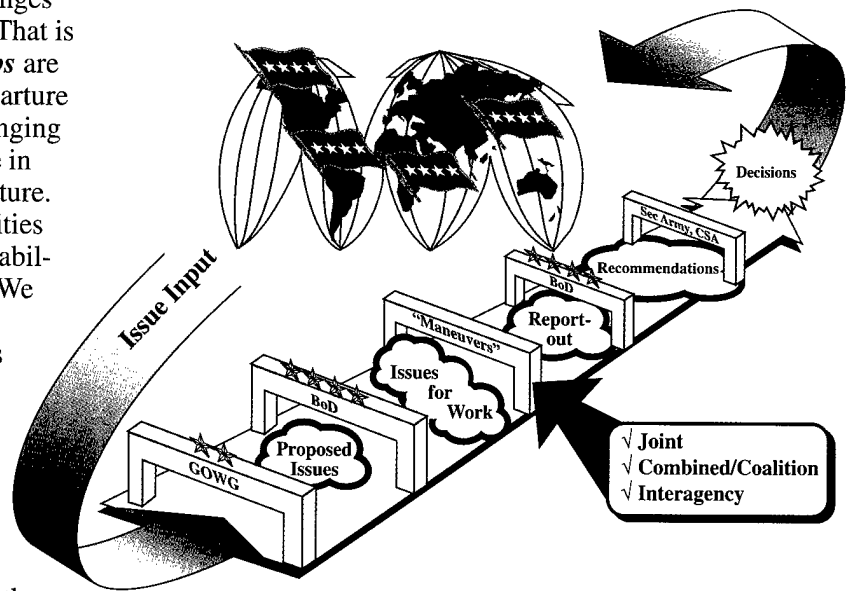 nges
That is
ps are
arture
nging
e in
ture.
ities
abil-
We
s
Issue Input
GOWG
Proposed
Issues
BoD
Issues
for
Work
"Maneuvers"
Report-
out
BoD
Recommendations
Sec Army, CSA
Decisions
√ Joint
√ Combined/Coalition
√ Interagency